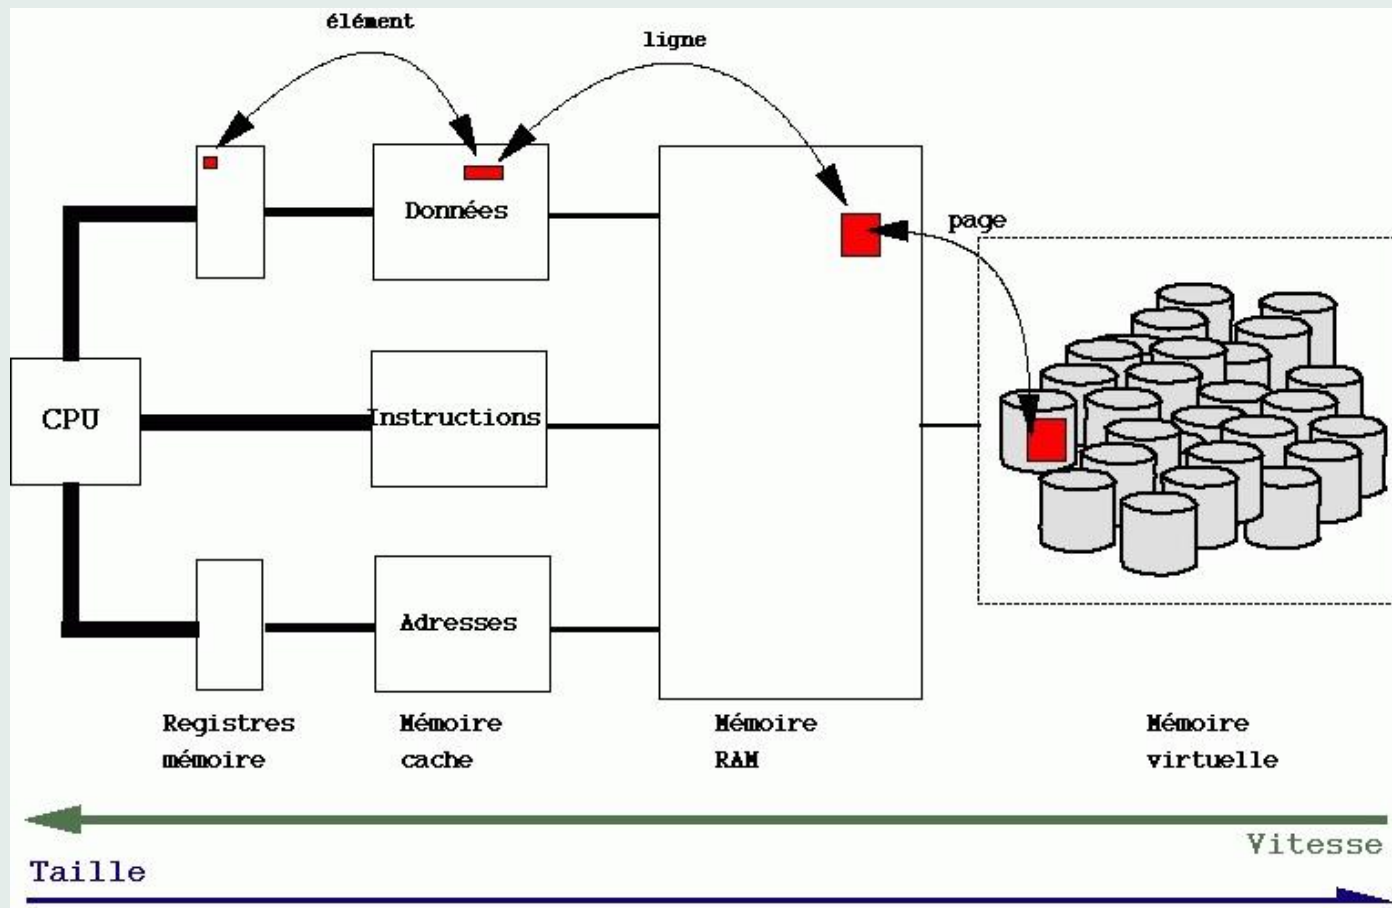 élément
ligne
page
Données
CPU
Instructions
Adresses
Registres
mémoire
Mémoire
cache
Mémoire
RAM
Mémoire
virtuelle
Vitesse
Taille